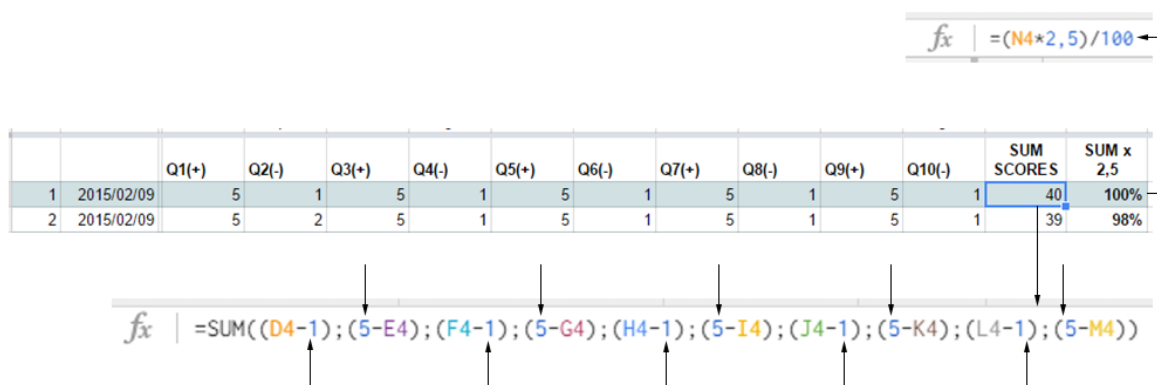 fx =(N4*2,5)/100
Q1(+) Q2(-) Q3(+) Q4(-) Q5(+) Q6(-) Q7(+) Q8(-) Q9(+) Q10(-) SUM SCORES SUM x 2,5
1 2015/02/09 5 1 5 1 5 1 5 1 5 1 40 100%
2 2015/02/09 5 2 5 1 5 1 5 1 5 1 39 98%
fx =SUM((D4-1);(5-E4);(F4-1);(5-G4);(H4-1);(5-I4);(J4-1);(5-K4);(L4-1);(5-M4))